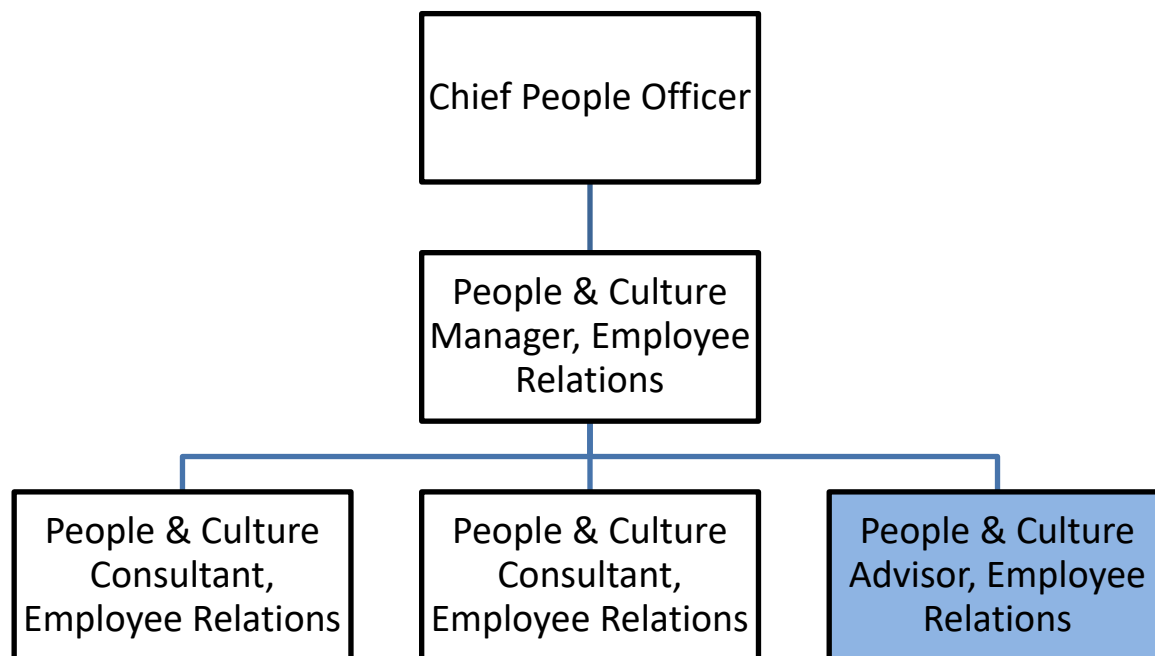 Chief People Officer
People & Culture
Manager, Employee
Relations
People & Culture
Consultant,
Employee Relations
People & Culture
Consultant,
Employee Relations
People & Culture
Advisor, Employee
Relations